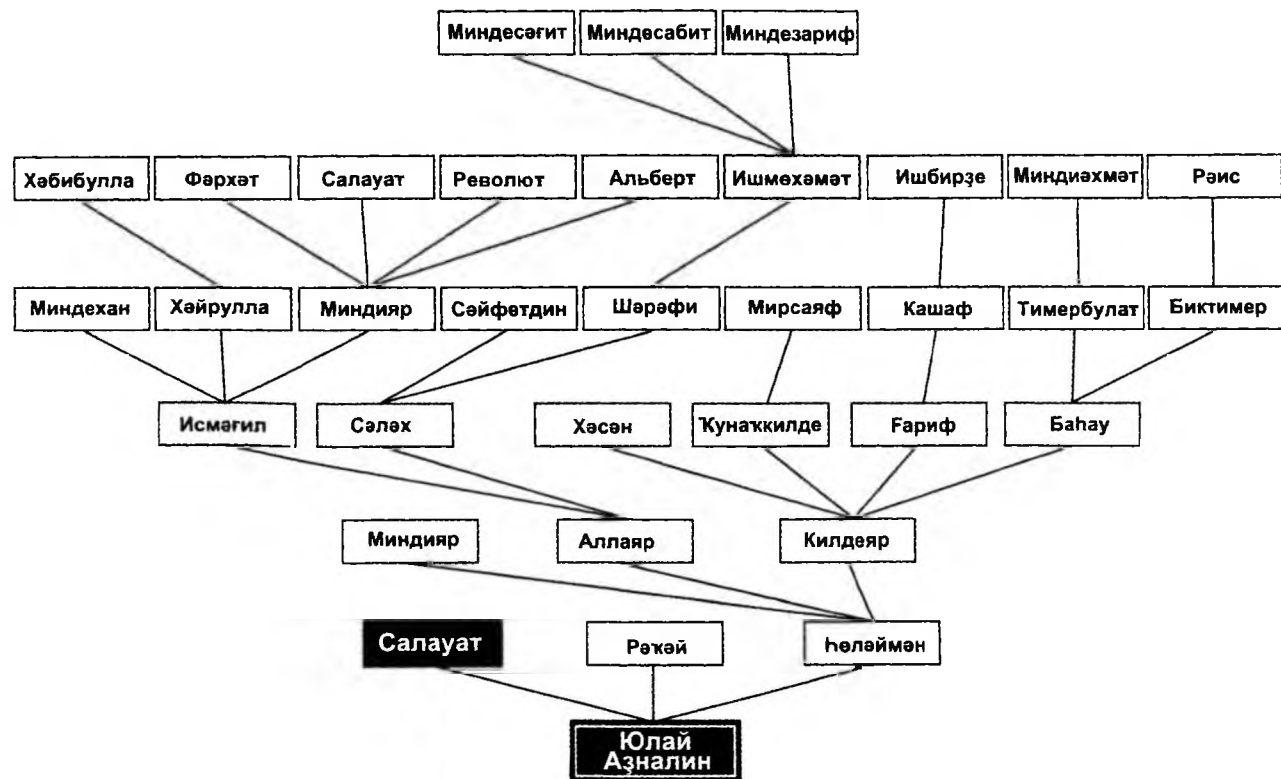 Миндесәғит Миндесабит Миндезариф
Хәбибулла Фәрхәт Салауат Револют Альберт Ишмөхәмәт Ишбирҙе Миндиәхмәт Рәис
Миндехан Хәйрулла Миндияр Сәйфетдин Шәрәфи Мирсаяф Кашаф Тимербулат Биктимер
Исмәғил Сәләх Хәсән Ҡунаҡкилде Ғариф Баһау
Миндияр Аллаяр Килдеяр
Салауат Рәҡәй Һөләймән
Юлай
Аҙналин